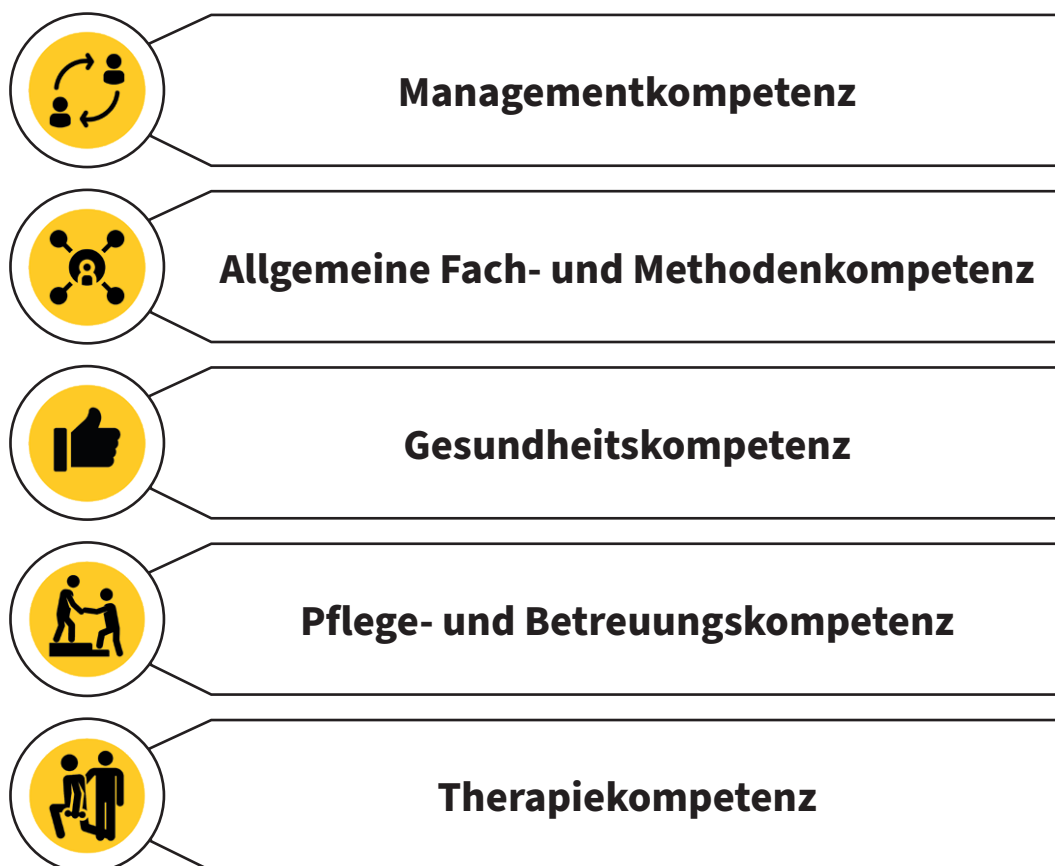 Managementkompetenz
Allgemeine Fach- und Methodenkompetenz
Gesundheitskompetenz
Pflege- und Betreuungskompetenz
Therapiekompetenz